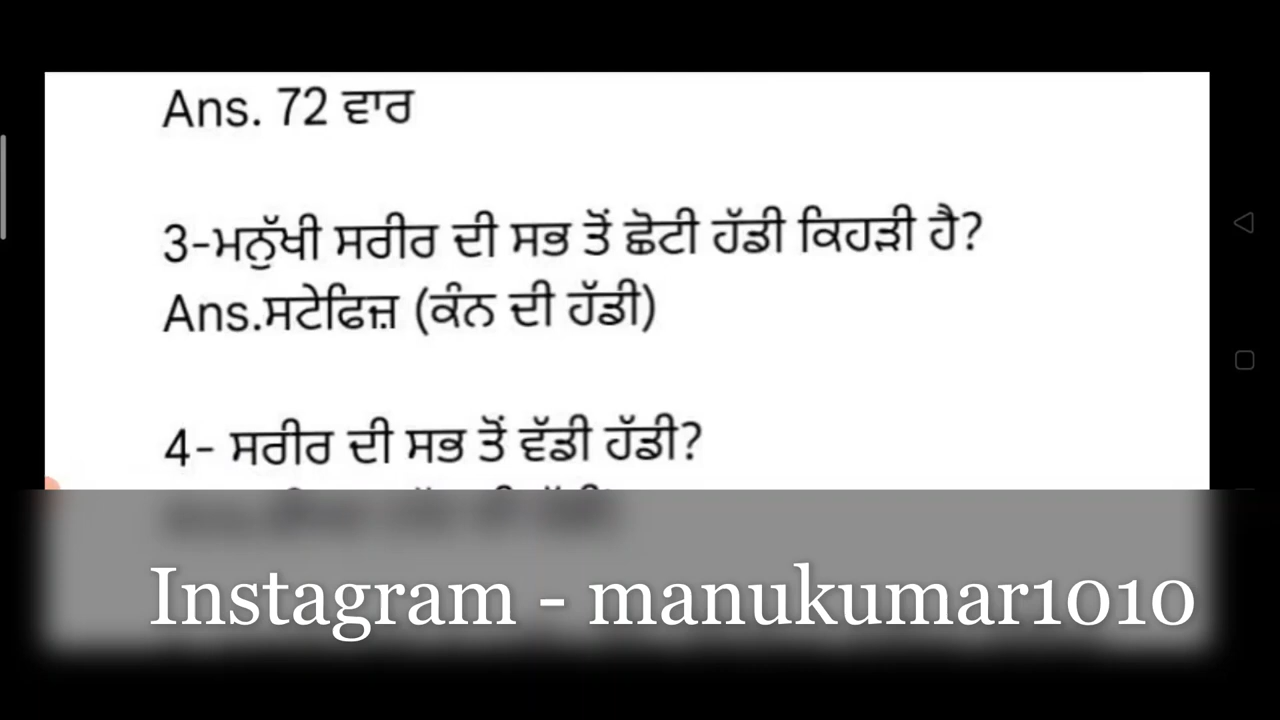 Ans. 72 ਵਾਰ
3-ਮਨੁੱਖੀ ਸਰੀਰ ਦੀ ਸਭ ਤੋਂ ਛੋਟੀ ਹੱਡੀ ਕਿਹੜੀ ਹੈ?
Ans.ਸਟੇਫਿਜ਼ (ਕੰਨ ਦੀ ਹੱਡੀ)
4- ਸਰੀਰ ਦੀ ਸਭ ਤੋਂ ਵੱਡੀ ਹੱਡੀ?
Instagram - manukumar1010